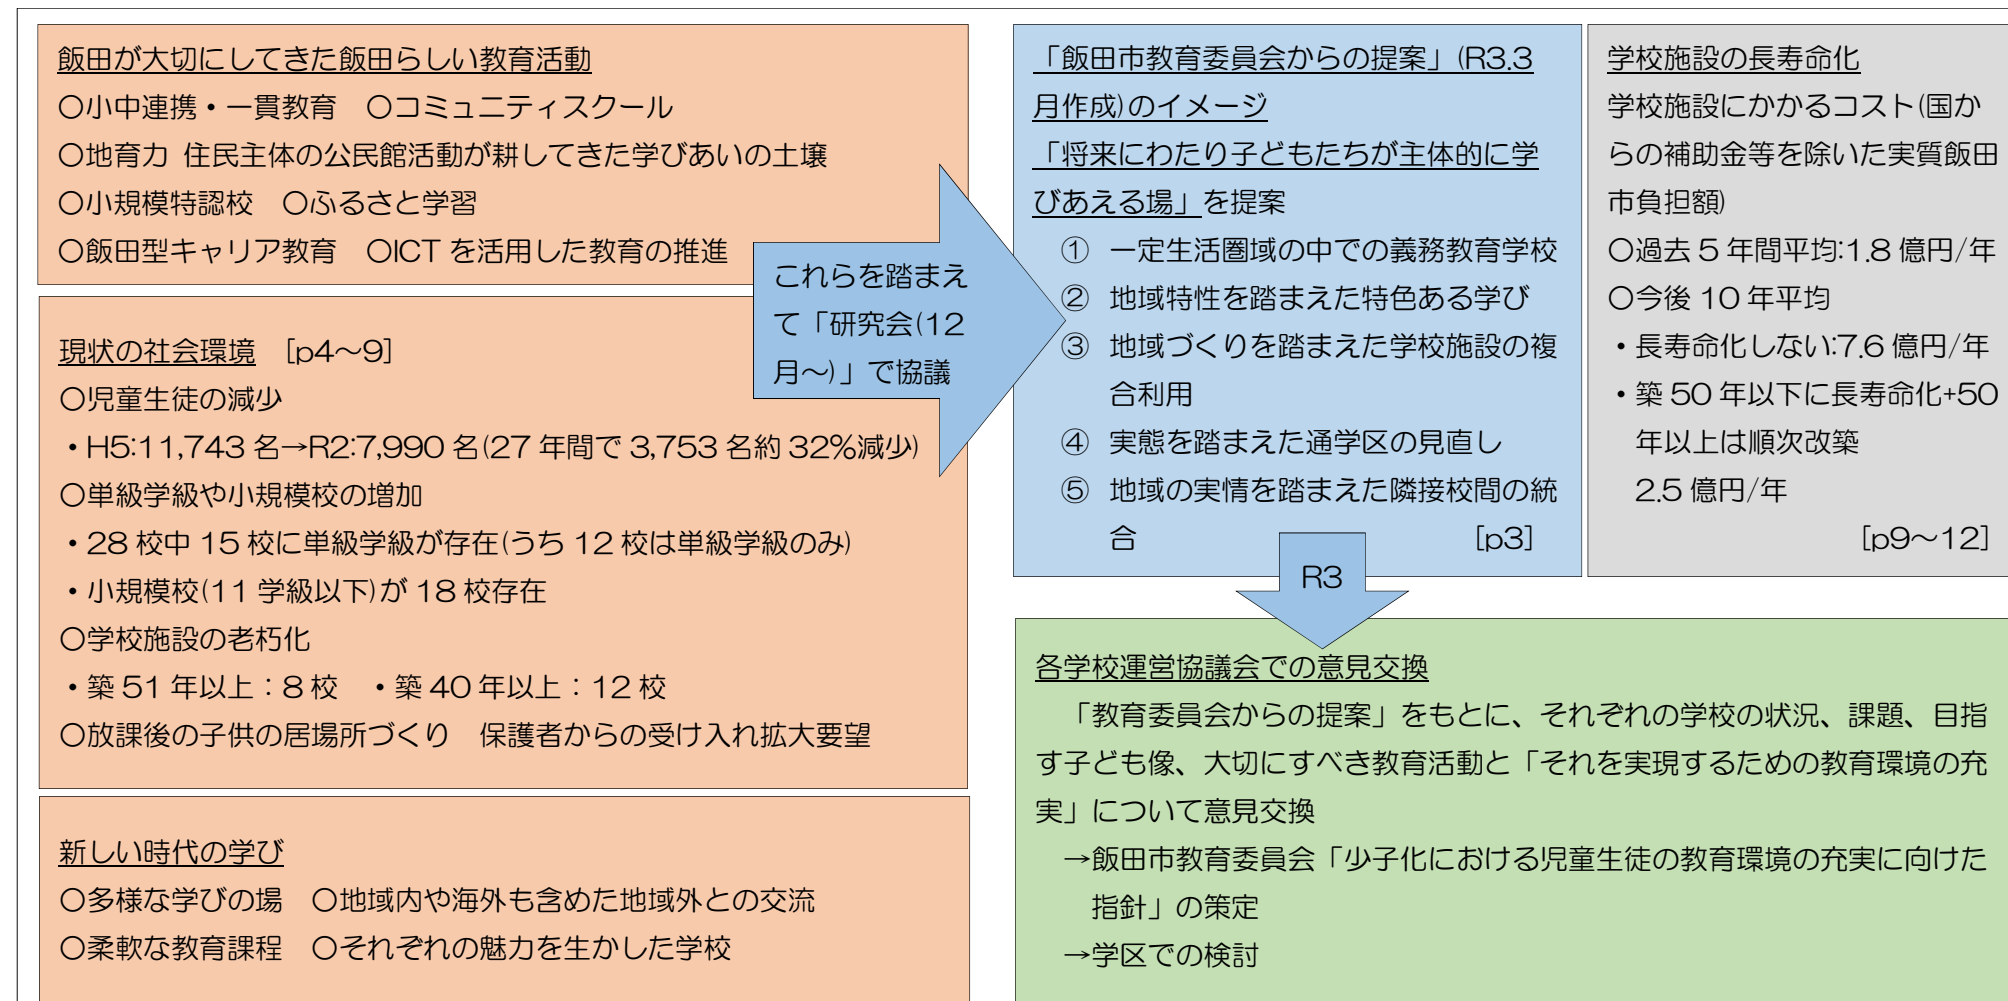 飯田が大切にしてきた飯田らしい教育活動
〇小中連携・一貫教育　〇コミュニティスクール
〇地育力 住民主体の公民館活動が耕してきた学びあいの土壌
〇小規模特認校　〇ふるさと学習
〇飯田型キャリア教育　〇ICT を活用した教育の推進
現状の社会環境　[p4～9]
〇児童生徒の減少
・H5:11,743 名→R2:7,990 名(27 年間で 3,753 名約 32％減少)
〇単級学級や小規模校の増加
・28 校中 15 校に単級学級が存在(うち 12 校は単級学級のみ)
・小規模校(11 学級以下)が 18 校存在
〇学校施設の老朽化
・築 51 年以上：8 校　・築 40 年以上：12 校
〇放課後の子供の居場所づくり　保護者からの受け入れ拡大要望
新しい時代の学び
〇多様な学びの場　〇地域内や海外も含めた地域外との交流
〇柔軟な教育課程　〇それぞれの魅力を生かした学校
これらを踏まえ
て「研究会(12
月～)」で協議
「飯田市教育委員会からの提案」(R3.3
月作成)のイメージ
「将来にわたり子どもたちが主体的に学
びあえる場」を提案
①　一定生活圏域の中での義務教育学校
②　地域特性を踏まえた特色ある学び
③　地域づくりを踏まえた学校施設の複
合利用
④　実態を踏まえた通学区の見直し
⑤　地域の実情を踏まえた隣接校間の統
合　[p3]
学校施設の長寿命化
学校施設にかかるコスト(国か
らの補助金等を除いた実質飯田
市負担額)
〇過去 5 年間平均:1.8 億円/年
〇今後 10 年平均
・長寿命化しない:7.6 億円/年
・築 50 年以下に長寿命化+50
年以上は順次改築
2.5 億円/年
[p9～12]
R3
各学校運営協議会での意見交換
「教育委員会からの提案」をもとに、それぞれの学校の状況、課題、目指
す子ども像、大切にすべき教育活動と「それを実現するための教育環境の充
実」について意見交換
→飯田市教育委員会「少子化における児童生徒の教育環境の充実に向けた
指針」の策定
→学区での検討